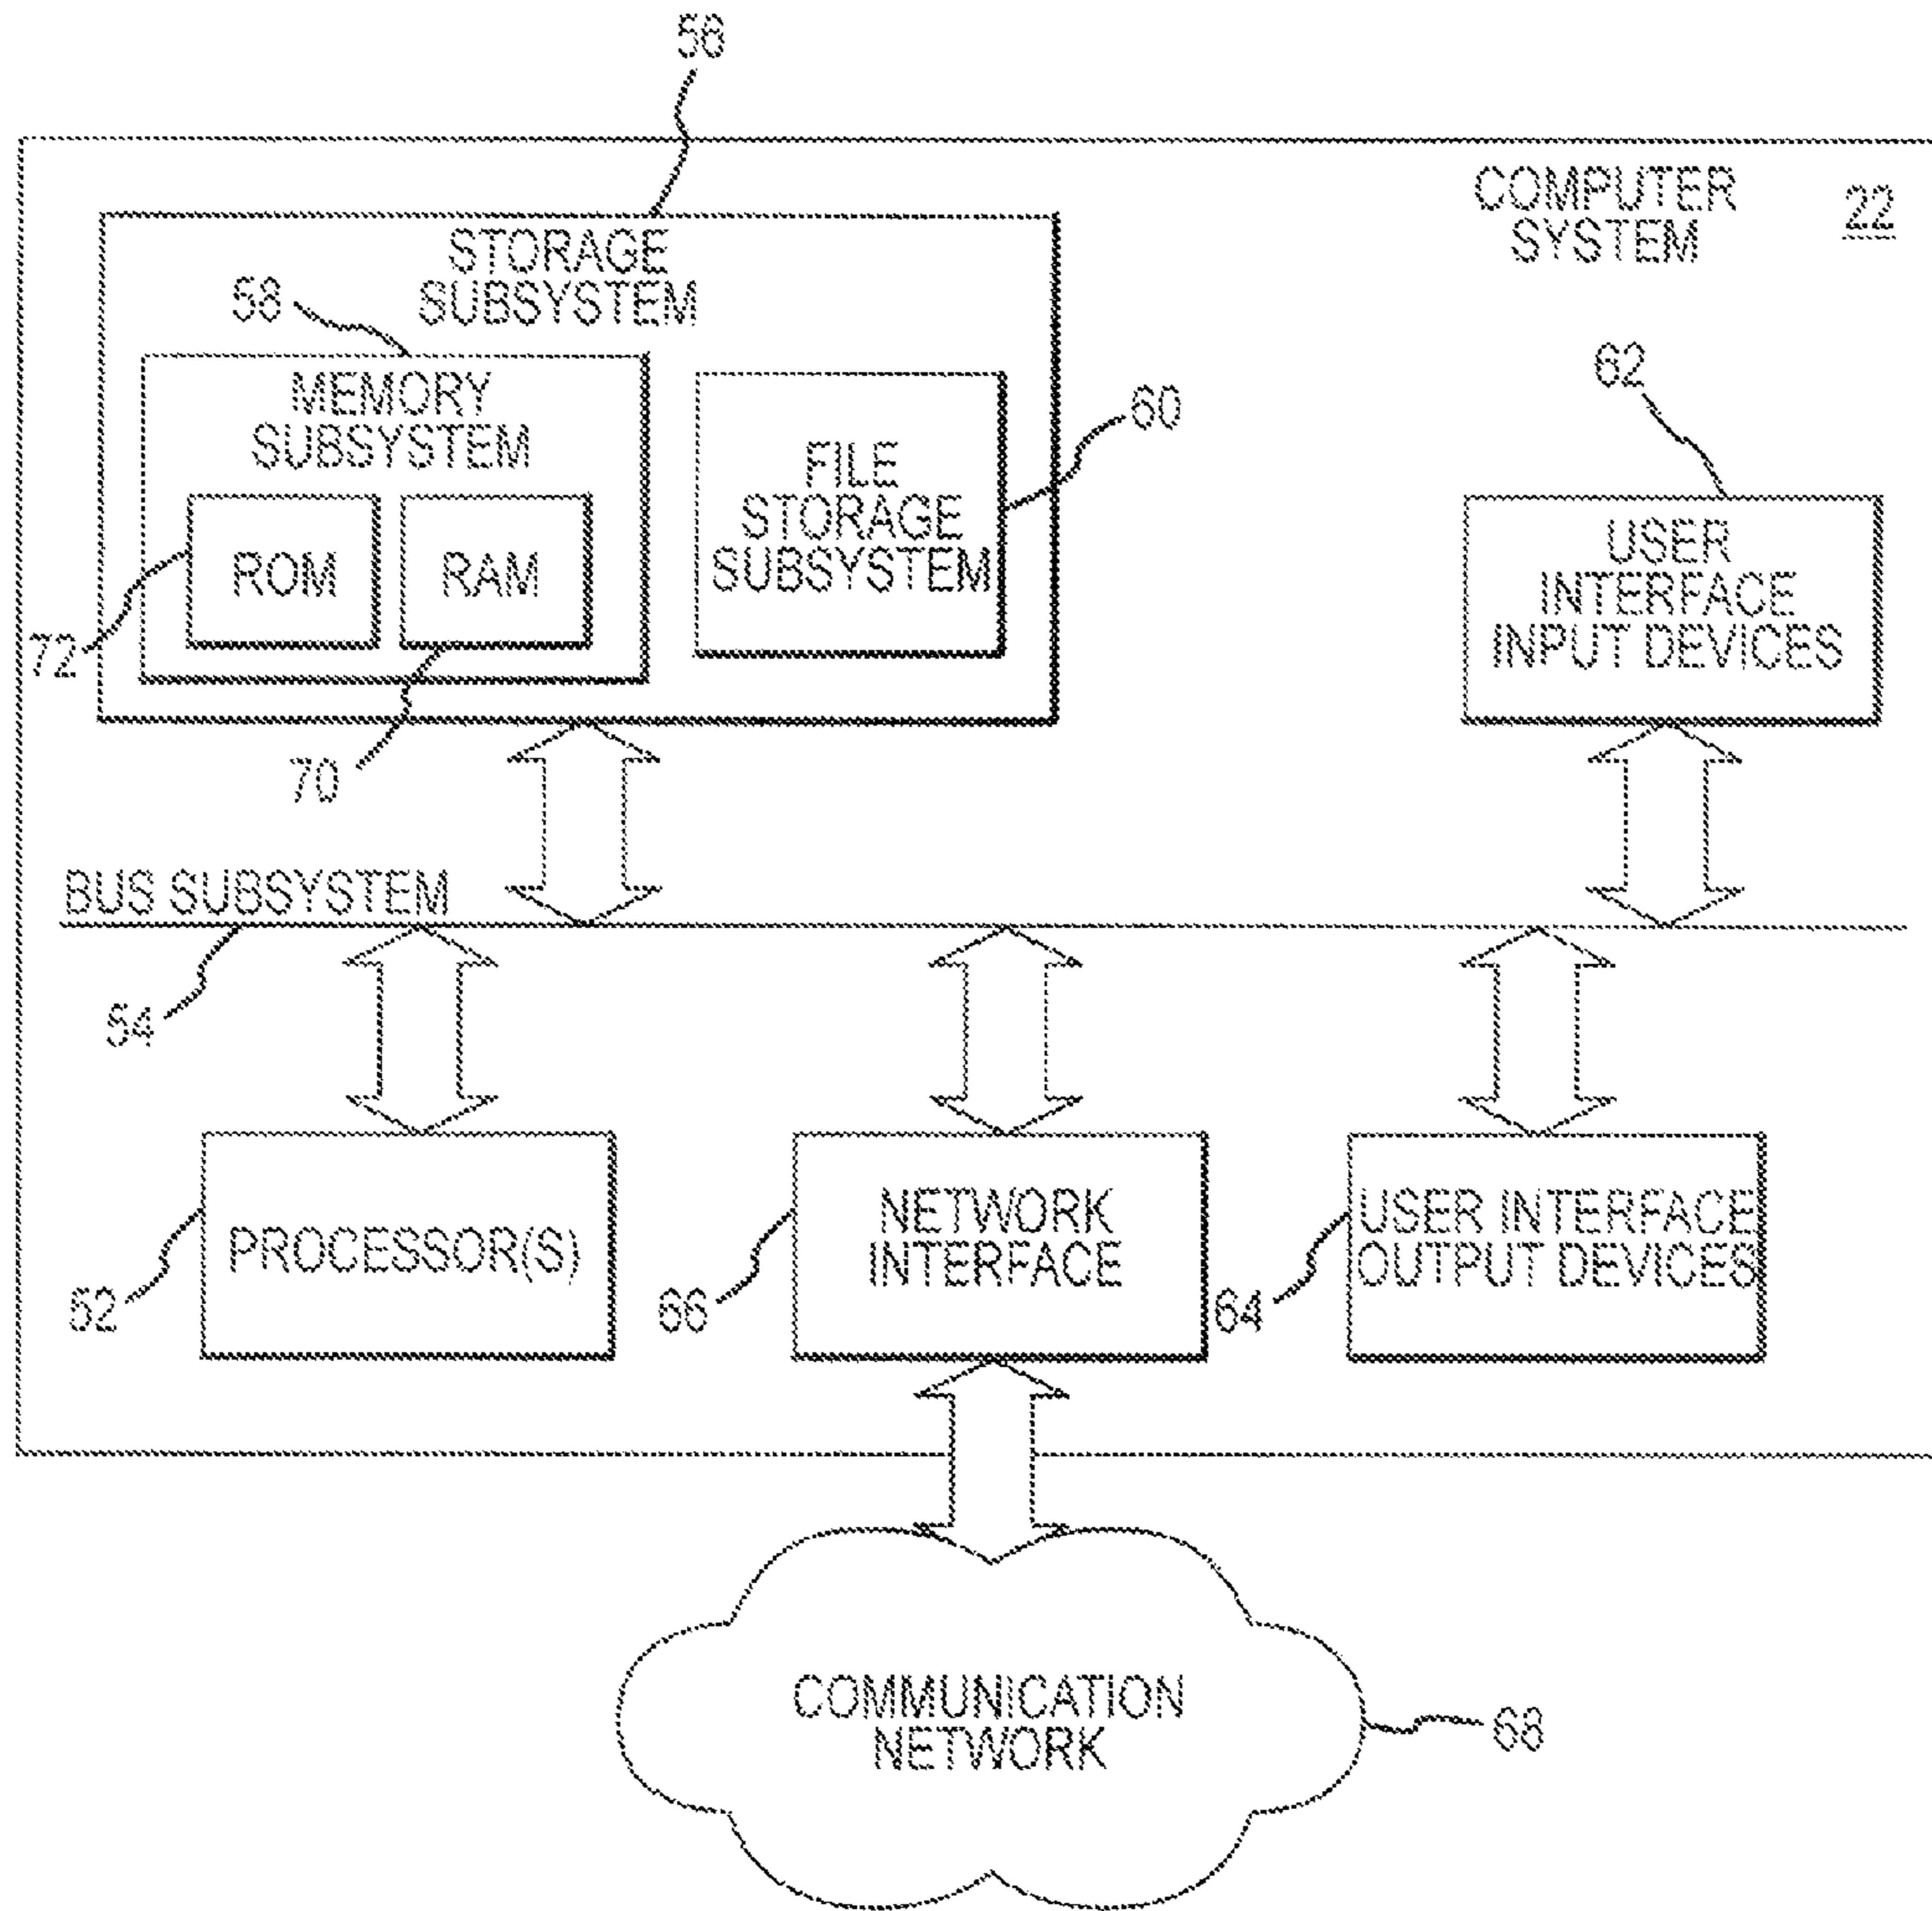 56
COMPUTER
SYSTEM
22
STORAGE
SUBSYSTEM
58
MEMORY
SUBSYSTEM
ROM
RAM
72
70
FILE
STORAGE
SUBSYSTEM
60
62
USER
INTERFACE
INPUT DEVICES
BUS SUBSYSTEM
54
PROCESSOR(S)
52
NETWORK
INTERFACE
66
USER INTERFACE
OUTPUT DEVICES
64
COMMUNICATION
NETWORK
68